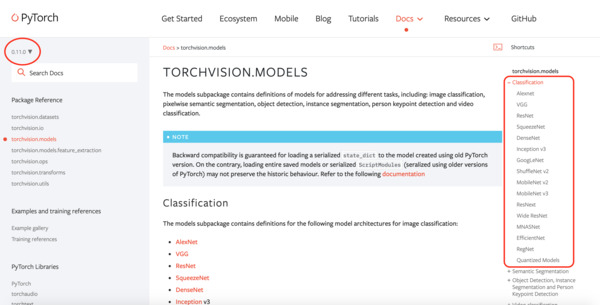 PyTorch
Get Started
Ecosystem
Mobile
Blog
Tutorials
Docs
Resources
GitHub
0.11.0 ▼
Search Docs
Package Reference
torchvision.datasets
torchvision.io
torchvision.models
torchvision.models.feature_extraction
torchvision.ops
torchvision.transforms
torchvision.utils
Examples and training references
Example gallery
Training references
PyTorch Libraries
PyTorch
torchaudio
Docs > torchvision.models
TORCHVISION.MODELS
The models subpackage contains definitions of models for addressing different tasks, including: image classification,
pixelwise semantic segmentation, object detection, instance segmentation, person keypoint detection and video
classification.
NOTE
Backward compatibility is guaranteed for loading a serialized state_dict to the model created using old PyTorch
version. On the contrary, loading entire saved models or serialized ScriptModules (seralized using older versions
of PyTorch) may not preserve the historic behaviour. Refer to the following documentation
Classification
The models subpackage contains definitions for the following model architectures for image classification:
AlexNet
VGG
ResNet
SqueezeNet
DenseNet
Inception v3
Shortcuts
torchvision.models
− Classification
Alexnet
VGG
ResNet
SqueezeNet
DenseNet
Inception v3
GoogLeNet
ShuffleNet v2
MobileNet v2
MobileNet v3
ResNext
Wide ResNet
MNASNet
EfficientNet
RegNet
Quantized Models
+ Semantic Segmentation
+ Object Detection, Instance
Segmentation and Person
Keypoint Detection